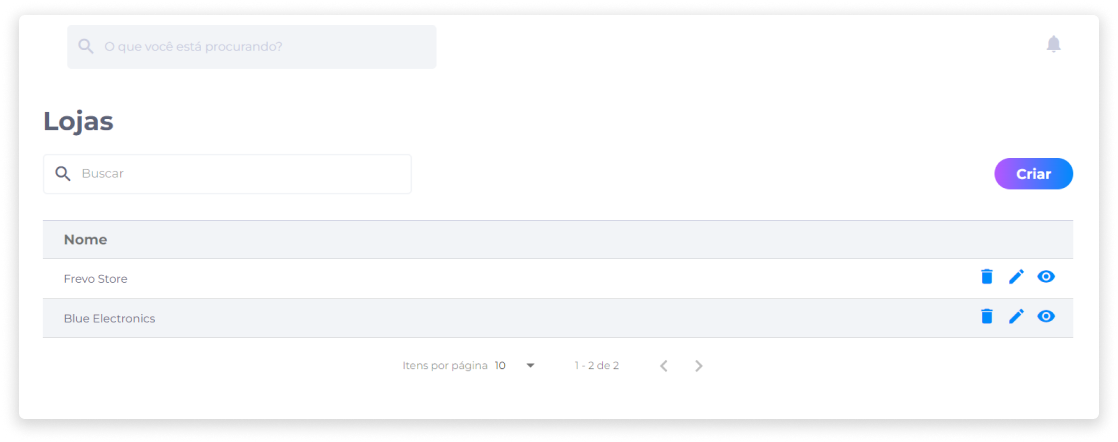 O que você está procurando?
Lojas
Buscar
Criar
Nome
Frevo Store
Blue Electronics
Itens por página 10 1 - 2 de 2